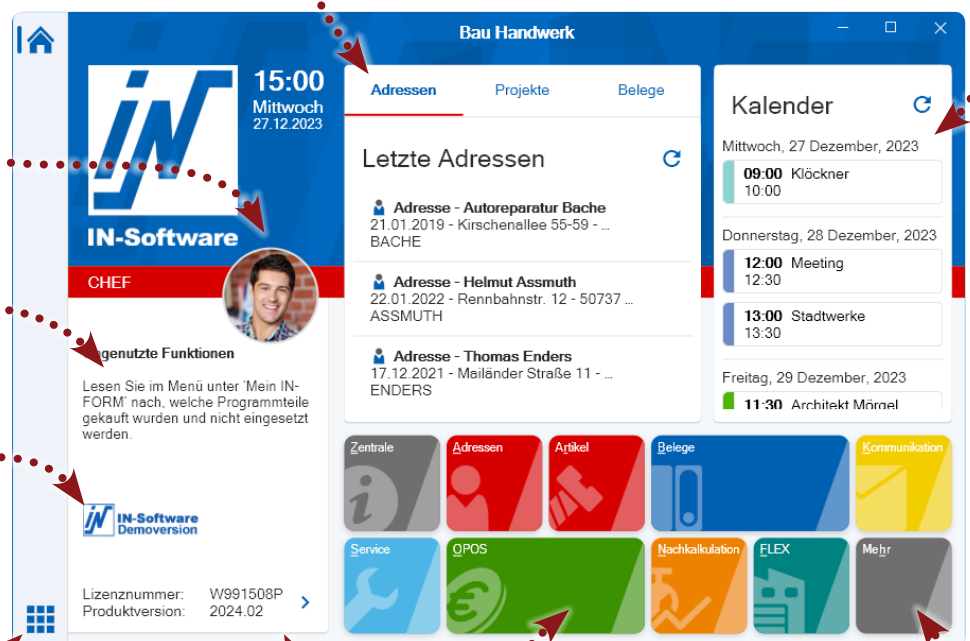 Bau Handwerk
IN-Software
15:00
Mittwoch
27.12.2023
CHEF
genutzte Funktionen
Lesen Sie im Menü unter 'Mein IN-
FORM' nach, welche Programmteile
gekauft wurden und nicht eingesetzt
werden.
IN-Software
Demoversion
Lizenznummer: W991508P
Produktversion: 2024.02
Adressen Projekte Belege
Letzte Adressen
Adresse - Autoreparatur Bache
21.01.2019 - Kirschenallee 55-59 - ...
BACHE
Adresse - Helmut Assmuth
22.01.2022 - Rennbahnstr. 12 - 50737 ...
ASSMUTH
Adresse - Thomas Enders
17.12.2021 - Mailänder Straße 11 - ...
ENDERS
Kalender
Mittwoch, 27 Dezember, 2023
09:00 Klöckner
10:00
Donnerstag, 28 Dezember, 2023
12:00 Meeting
12:30
13:00 Stadtwerke
13:30
Freitag, 29 Dezember, 2023
11:30 Architekt Mörgel
Zentrale Adressen Artikel Belege Kommunikation
Service OPOS Nachkalkulation FLEX Mehr